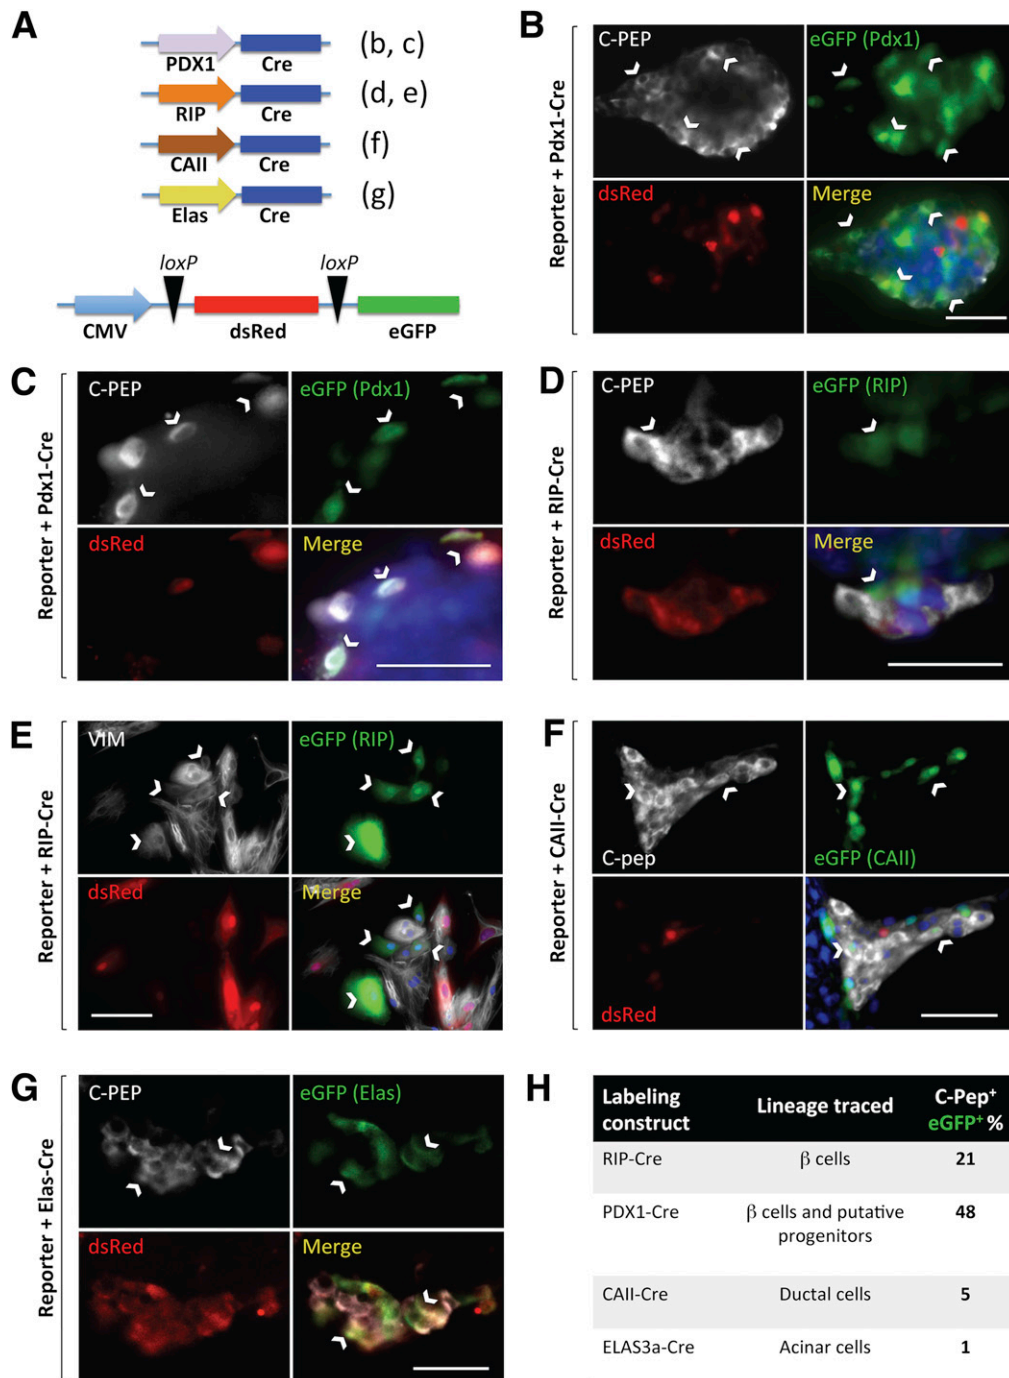 A
PDX1 Cre (b, c)
RIP Cre (d, e)
CAII Cre (f)
Elas Cre (g)
loxP loxP
CMV dsRed eGFP
B
Reporter + Pdx1-Cre
C-PEP eGFP (Pdx1)
dsRed Merge
C
Reporter + Pdx1-Cre
C-PEP eGFP (Pdx1)
dsRed Merge
D
Reporter + RIP-Cre
C-PEP eGFP (RIP)
dsRed Merge
E
Reporter + RIP-Cre
VIM eGFP (RIP)
dsRed Merge
F
Reporter + CAII-Cre
C-pep eGFP (CAII)
dsRed
G
Reporter + Elas-Cre
C-PEP eGFP (Elas)
dsRed Merge
H
Labeling construct Lineage traced C-Pep⁺ eGFP⁺ %
RIP-Cre β cells 21
PDX1-Cre β cells and putative progenitors 48
CAII-Cre Ductal cells 5
ELAS3a-Cre Acinar cells 1